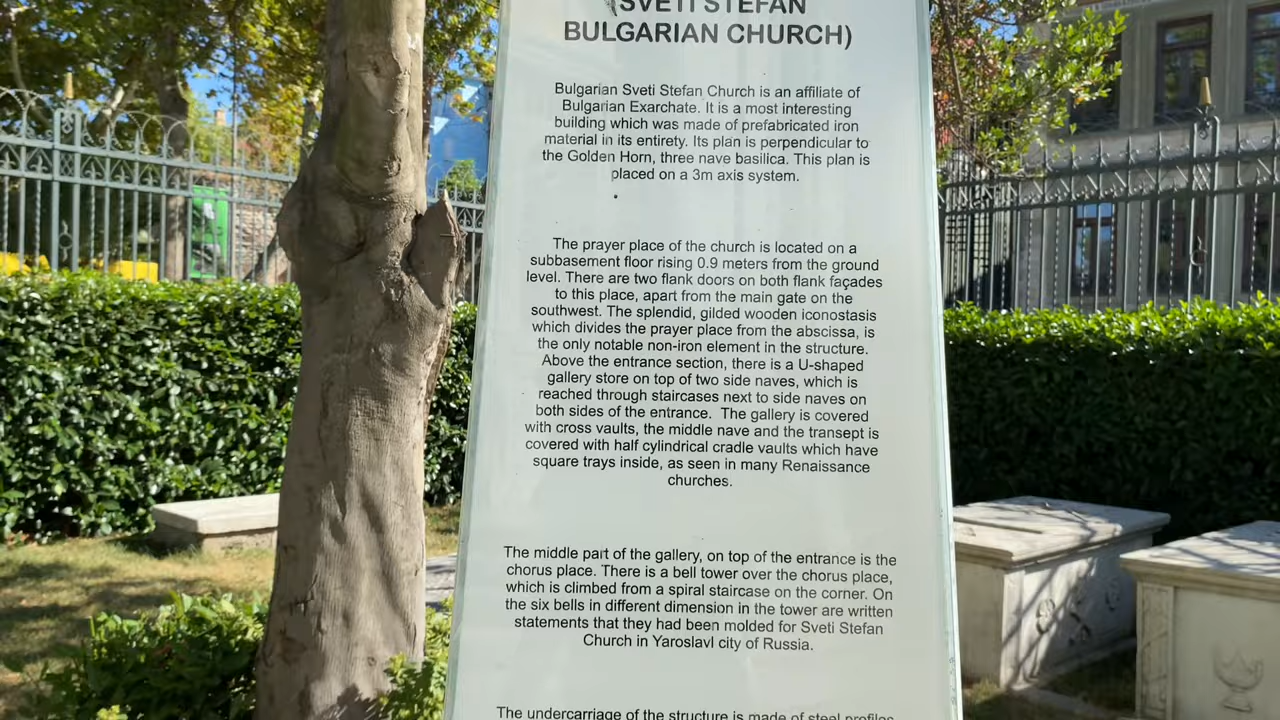 (SVETI STEFAN
BULGARIAN CHURCH)
Bulgarian Sveti Stefan Church is an affiliate of
Bulgarian Exarchate. It is a most interesting
building which was made of prefabricated iron
material in its entirety. Its plan is perpendicular to
the Golden Horn, three nave basilica. This plan is
placed on a 3m axis system.
The prayer place of the church is located on a
subbasement floor rising 0.9 meters from the ground
level. There are two flank doors on both flank façades
to this place, apart from the main gate on the
southwest. The splendid, gilded wooden iconostasis
which divides the prayer place from the abscissa, is
the only notable non-iron element in the structure.
Above the entrance section, there is a U-shaped
gallery store on top of two side naves, which is
reached through staircases next to side naves on
both sides of the entrance. The gallery is covered
with cross vaults, the middle nave and the transept is
covered with half cylindrical cradle vaults which have
square trays inside, as seen in many Renaissance
churches.
The middle part of the gallery, on top of the entrance is the
chorus place. There is a bell tower over the chorus place,
which is climbed from a spiral staircase on the corner. On
the six bells in different dimension in the tower are written
statements that they had been molded for Sveti Stefan
Church in Yaroslavl city of Russia.
The undercarriage of the structure is made of steel profiles